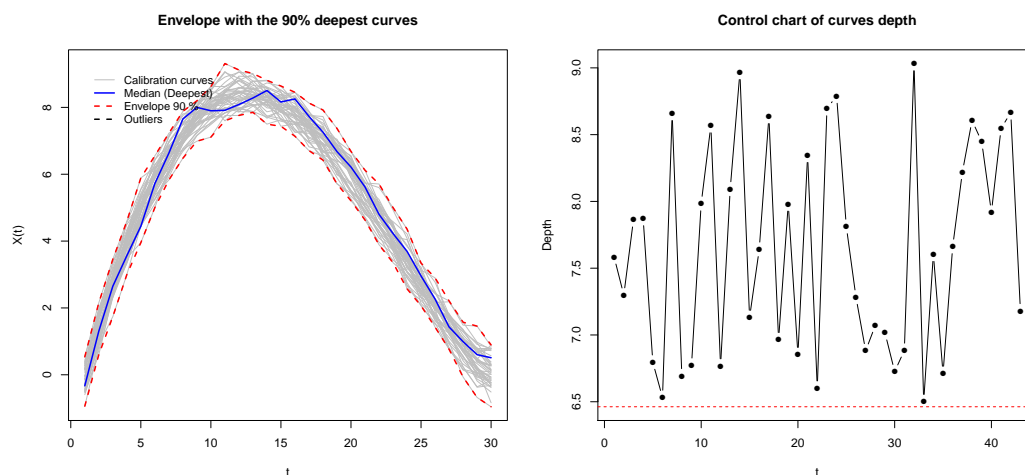 Envelope with the 90% deepest curves
Calibration curves
Median (Deepest)
Envelope 90 %
Outliers
X(t)
0
2
4
6
8
0 5 10 15 20 25 30
t
Control chart of curves depth
Depth
6.5
7.0
7.5
8.0
8.5
9.0
0 10 20 30 40
t